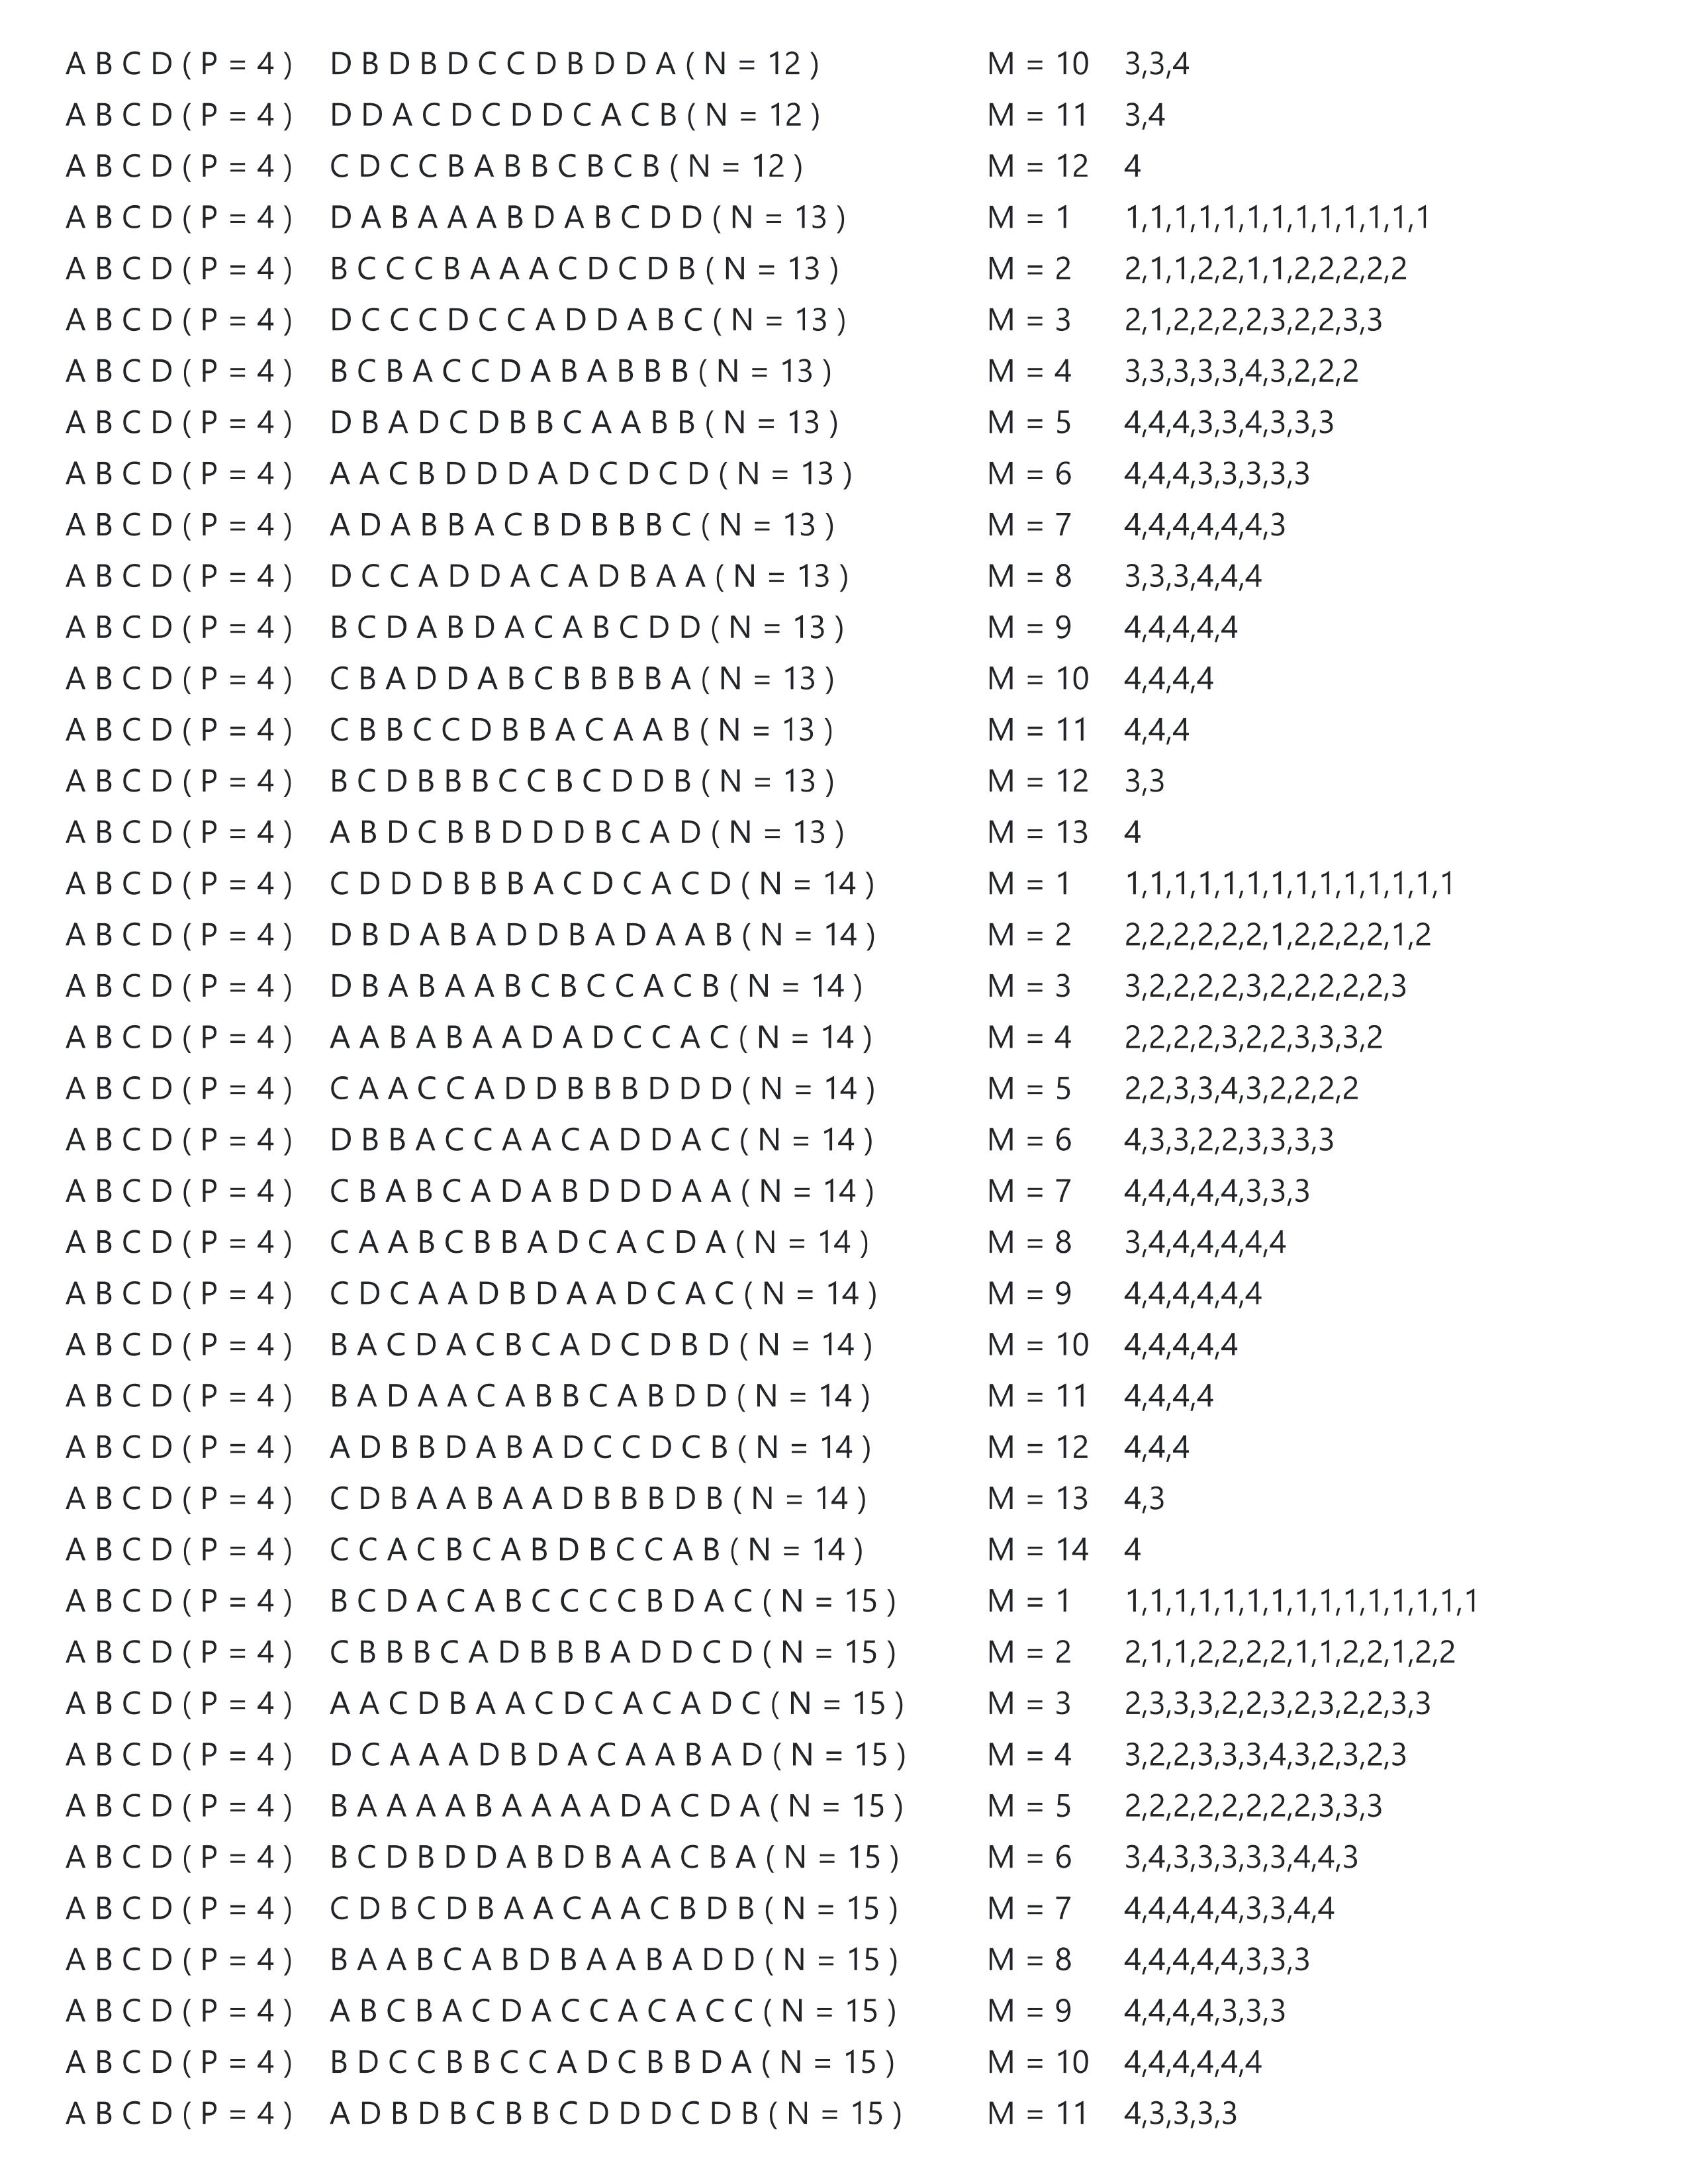 A B C D ( P = 4 ) D B D B D C C D B D D A ( N = 12 ) M = 10 3,3,4
A B C D ( P = 4 ) D D A C D C D D C A C B ( N = 12 ) M = 11 3,4
A B C D ( P = 4 ) C D C C B A B B C B C B ( N = 12 ) M = 12 4
A B C D ( P = 4 ) D A B A A A B D A B C D D ( N = 13 ) M = 1 1,1,1,1,1,1,1,1,1,1,1,1,1
A B C D ( P = 4 ) B C C C B A A A C D C D B ( N = 13 ) M = 2 2,1,1,2,2,1,1,2,2,2,2,2
A B C D ( P = 4 ) D C C C D C C A D D A B C ( N = 13 ) M = 3 2,1,2,2,2,2,3,2,2,3,3
A B C D ( P = 4 ) B C B A C C D A B A B B B ( N = 13 ) M = 4 3,3,3,3,3,4,3,2,2,2
A B C D ( P = 4 ) D B A D C D B B C A A B B ( N = 13 ) M = 5 4,4,4,3,3,4,3,3,3
A B C D ( P = 4 ) A A C B D D D A D C D C D ( N = 13 ) M = 6 4,4,4,3,3,3,3,3
A B C D ( P = 4 ) A D A B B A C B D B B B C ( N = 13 ) M = 7 4,4,4,4,4,4,3
A B C D ( P = 4 ) D C C A D D A C A D B A A ( N = 13 ) M = 8 3,3,3,4,4,4
A B C D ( P = 4 ) B C D A B D A C A B C D D ( N = 13 ) M = 9 4,4,4,4,4
A B C D ( P = 4 ) C B A D D A B C B B B B A ( N = 13 ) M = 10 4,4,4,4
A B C D ( P = 4 ) C B B C C D B B A C A A B ( N = 13 ) M = 11 4,4,4
A B C D ( P = 4 ) B C D B B B C C B C D D B ( N = 13 ) M = 12 3,3
A B C D ( P = 4 ) A B D C B B D D D B C A D ( N = 13 ) M = 13 4
A B C D ( P = 4 ) C D D D B B B A C D C A C D ( N = 14 ) M = 1 1,1,1,1,1,1,1,1,1,1,1,1,1,1
A B C D ( P = 4 ) D B D A B A D D B A D A A B ( N = 14 ) M = 2 2,2,2,2,2,2,1,2,2,2,2,1,2
A B C D ( P = 4 ) D B A B A A B C B C C A C B ( N = 14 ) M = 3 3,2,2,2,2,3,2,2,2,2,2,3
A B C D ( P = 4 ) A A B A B A A D A D C C A C ( N = 14 ) M = 4 2,2,2,2,3,2,2,3,3,3,2
A B C D ( P = 4 ) C A A C C A D D B B B D D D ( N = 14 ) M = 5 2,2,3,3,4,3,2,2,2,2
A B C D ( P = 4 ) D B B A C C A A C A D D A C ( N = 14 ) M = 6 4,3,3,2,2,3,3,3,3
A B C D ( P = 4 ) C B A B C A D A B D D D A A ( N = 14 ) M = 7 4,4,4,4,4,3,3,3
A B C D ( P = 4 ) C A A B C B B A D C A C D A ( N = 14 ) M = 8 3,4,4,4,4,4,4
A B C D ( P = 4 ) C D C A A D B D A A D C A C ( N = 14 ) M = 9 4,4,4,4,4,4
A B C D ( P = 4 ) B A C D A C B C A D C D B D ( N = 14 ) M = 10 4,4,4,4,4
A B C D ( P = 4 ) B A D A A C A B B C A B D D ( N = 14 ) M = 11 4,4,4,4
A B C D ( P = 4 ) A D B B D A B A D C C D C B ( N = 14 ) M = 12 4,4,4
A B C D ( P = 4 ) C D B A A B A A D B B B D B ( N = 14 ) M = 13 4,3
A B C D ( P = 4 ) C C A C B C A B D B C C A B ( N = 14 ) M = 14 4
A B C D ( P = 4 ) B C D A C A B C C C C B D A C ( N = 15 ) M = 1 1,1,1,1,1,1,1,1,1,1,1,1,1,1,1
A B C D ( P = 4 ) C B B B C A D B B B A D D C D ( N = 15 ) M = 2 2,1,1,2,2,2,2,1,1,2,2,1,2,2
A B C D ( P = 4 ) A A C D B A A C D C A C A D C ( N = 15 ) M = 3 2,3,3,3,2,2,3,2,3,2,2,3,3
A B C D ( P = 4 ) D C A A A D B D A C A A B A D ( N = 15 ) M = 4 3,2,2,3,3,3,4,3,2,3,2,3
A B C D ( P = 4 ) B A A A A B A A A A D A C D A ( N = 15 ) M = 5 2,2,2,2,2,2,2,2,3,3,3
A B C D ( P = 4 ) B C D B D D A B D B A A C B A ( N = 15 ) M = 6 3,4,3,3,3,3,3,4,4,3
A B C D ( P = 4 ) C D B C D B A A C A A C B D B ( N = 15 ) M = 7 4,4,4,4,4,3,3,4,4
A B C D ( P = 4 ) B A A B C A B D B A A B A D D ( N = 15 ) M = 8 4,4,4,4,4,3,3,3
A B C D ( P = 4 ) A B C B A C D A C C A C A C C ( N = 15 ) M = 9 4,4,4,4,3,3,3
A B C D ( P = 4 ) B D C C B B C C A D C B B D A ( N = 15 ) M = 10 4,4,4,4,4,4
A B C D ( P = 4 ) A D B D B C B B C D D D C D B ( N = 15 ) M = 11 4,3,3,3,3